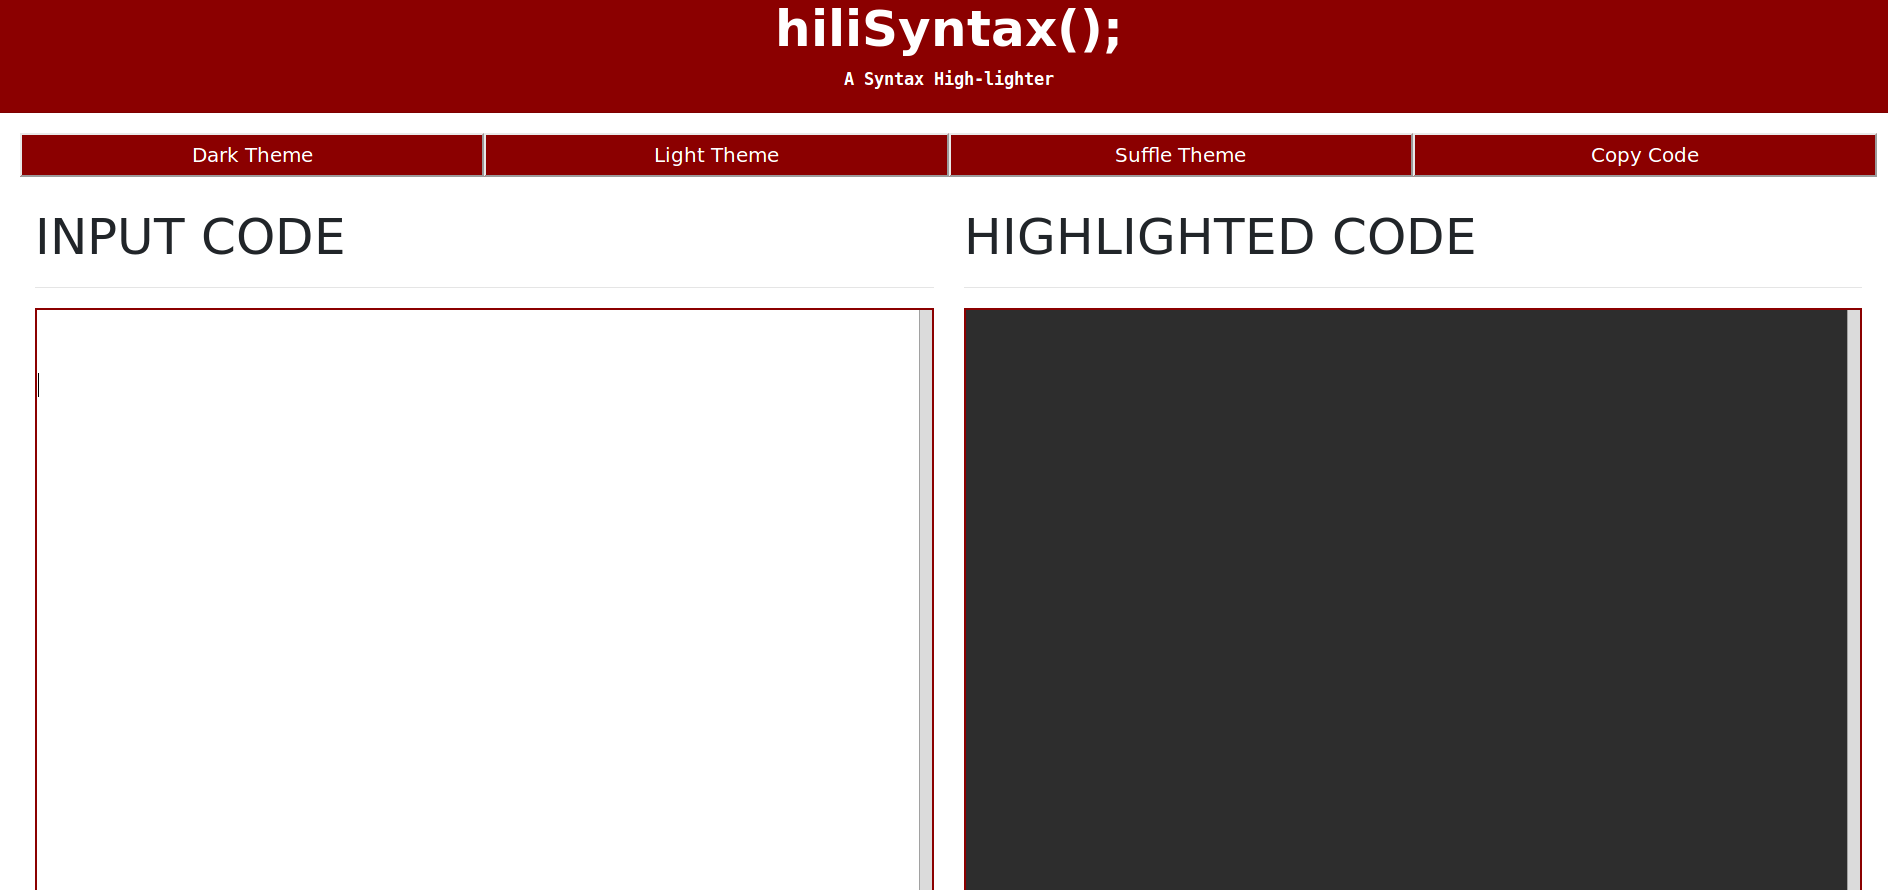 hiliSyntax();
A Syntax High-lighter
Dark Theme
Light Theme
Suffle Theme
Copy Code
INPUT CODE
HIGHLIGHTED CODE